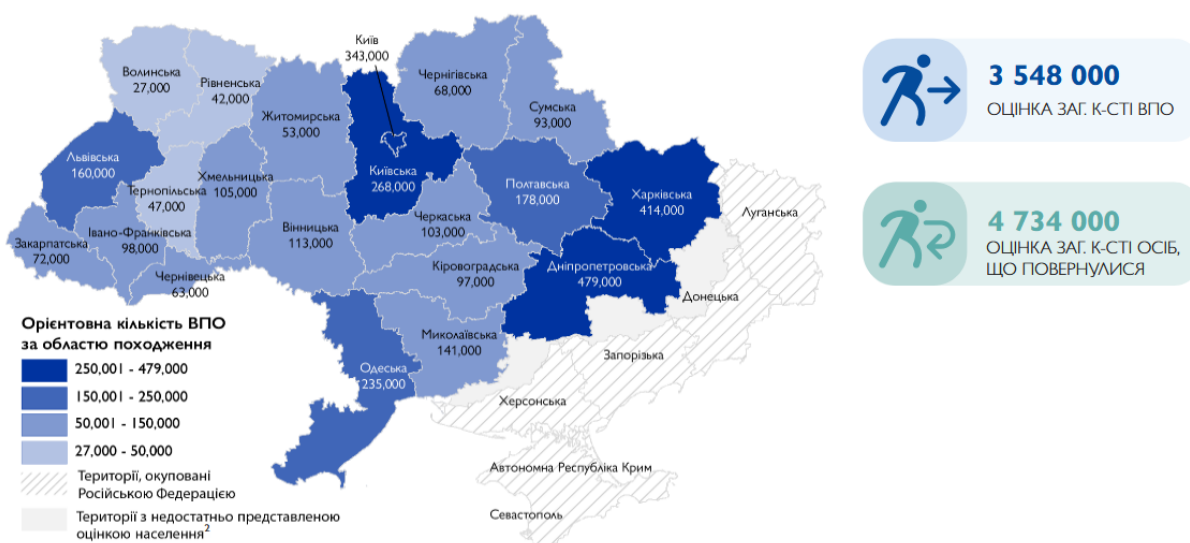 Київ
343,000
Волинська
27,000
Рівненська
42,000
Житомирська
53,000
Чернігівська
68,000
Сумська
93,000
Львівська
160,000
Тернопільська
47,000
Хмельницька
105,000
Київська
268,000
Полтавська
178,000
Харківська
414,000
Луганська
Закарпатська
72,000
Івано-Франківська
98,000
Чернівецька
63,000
Вінницька
113,000
Черкаська
103,000
Кіровоградська
97,000
Дніпропетровська
479,000
Донецька
Миколаївська
141,000
Одеська
235,000
Запорізька
Херсонська
Автономна Республіка Крим
Севастополь
Орієнтовна кількість ВПО
за областю походження
250,001 - 479,000
150,001 - 250,000
50,001 - 150,000
27,000 - 50,000
Території, окуповані
Російською Федерацією
Території з недостатньо представленою
оцінкою населення²
3 548 000
ОЦІНКА ЗАГ. К-СТІ ВПО
4 734 000
ОЦІНКА ЗАГ. К-СТІ ОСІБ,
ЩО ПОВЕРНУЛИСЯ